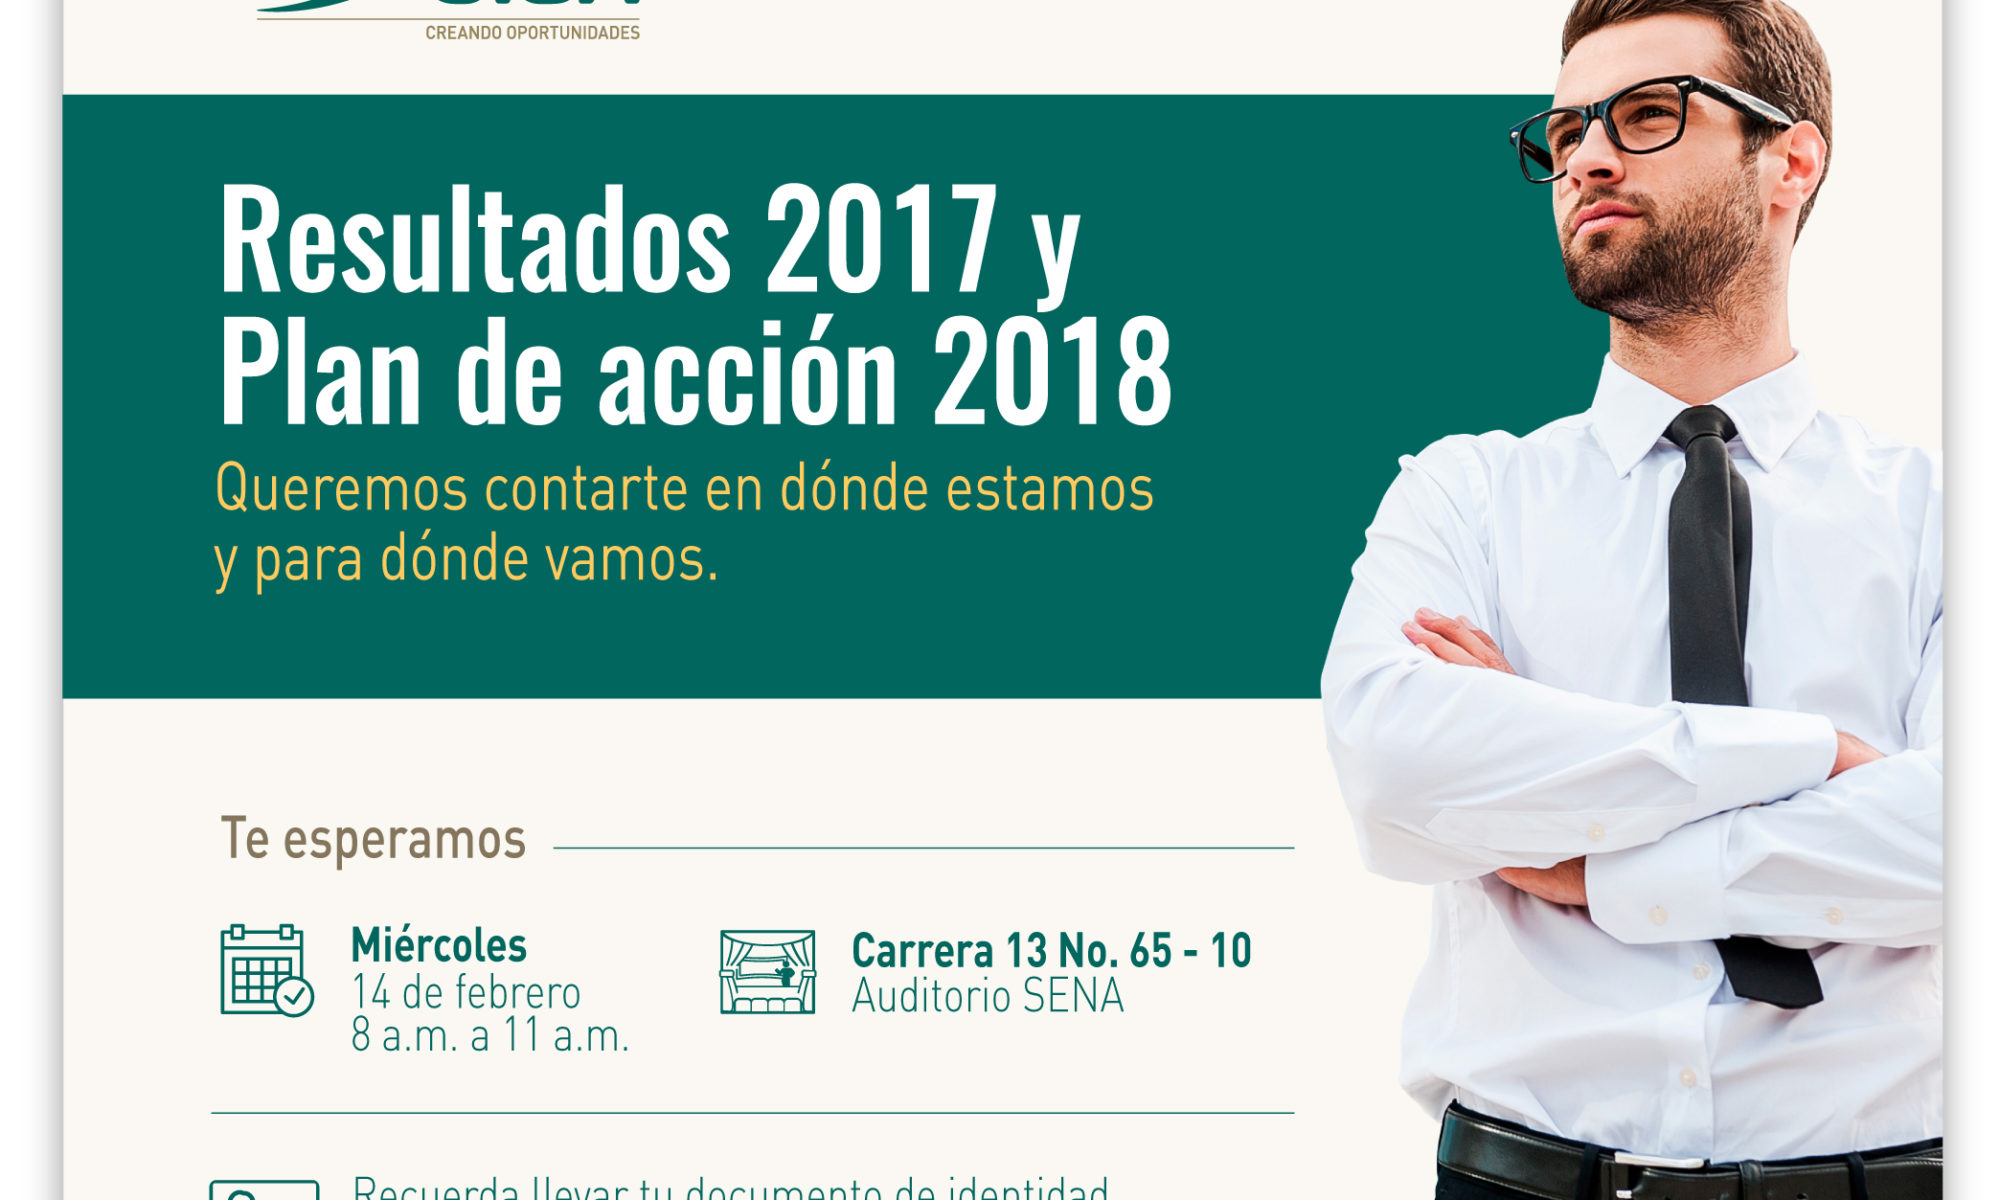 CREANDO OPORTUNIDADES
Resultados 2017 y
Plan de acción 2018
Queremos contarte en dónde estamos
y para dónde vamos.
Te esperamos
Miércoles
14 de febrero
8 a.m. a 11 a.m.
Carrera 13 No. 65 - 10
Auditorio SENA
Recuerda llevar tu documento de identidad